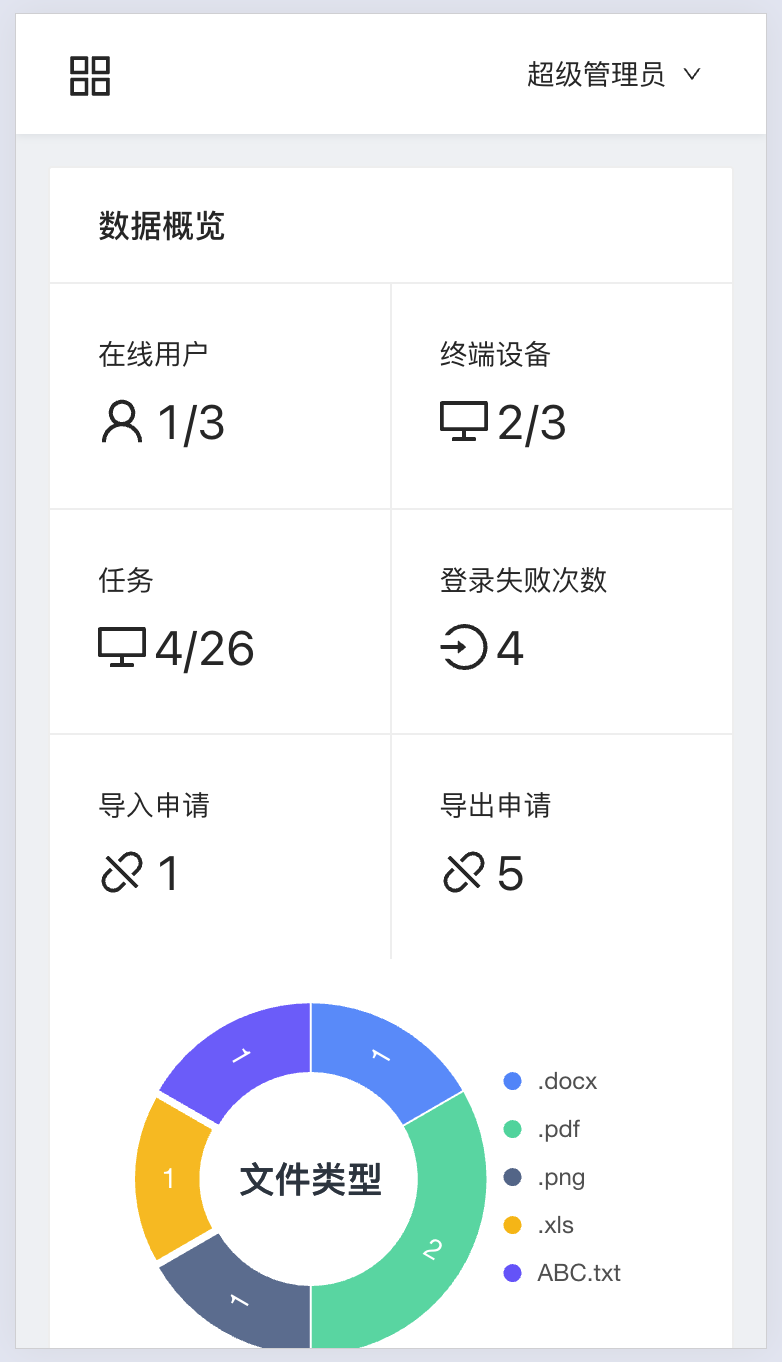 超级管理员
数据概览
在线用户
终端设备
1/3
2/3
任务
登录失败次数
4/26
4
导入申请
导出申请
1
5
1
1
.docx
.pdf
1
文件类型
.png
.xls
2
ABC.txt
1